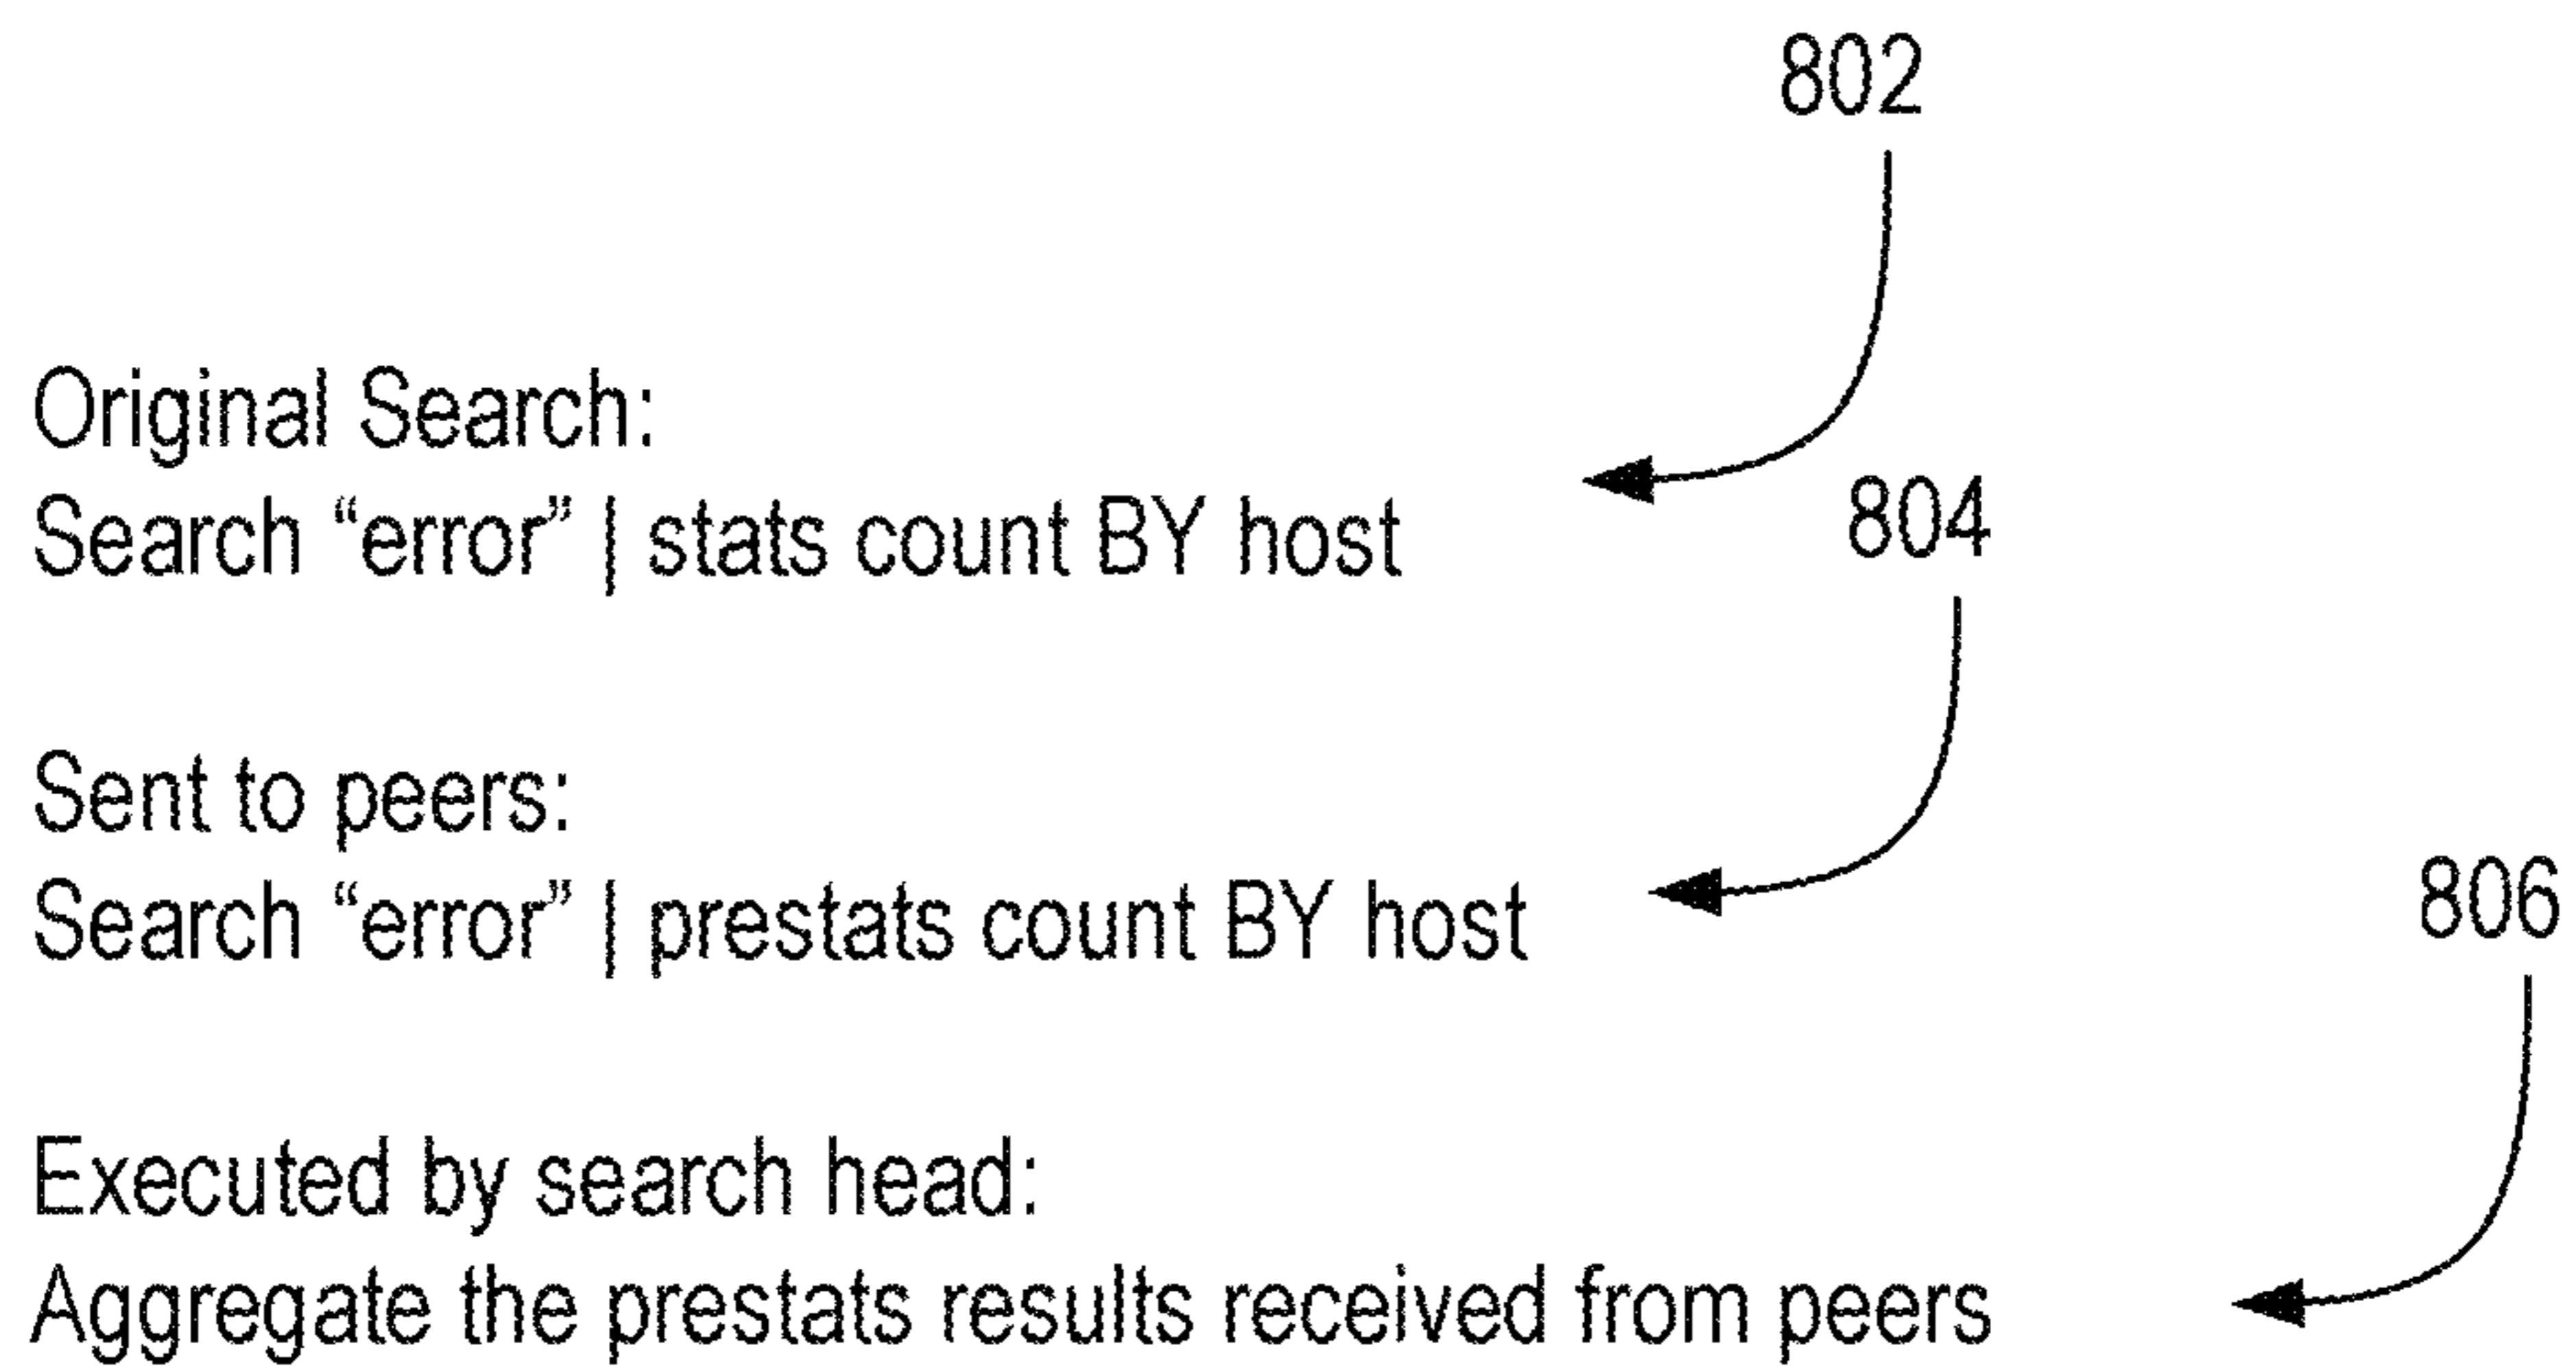 802
Original Search:
Search “error” | stats count BY host
804
Sent to peers:
Search “error” | prestats count BY host
806
Executed by search head:
Aggregate the prestats results received from peers